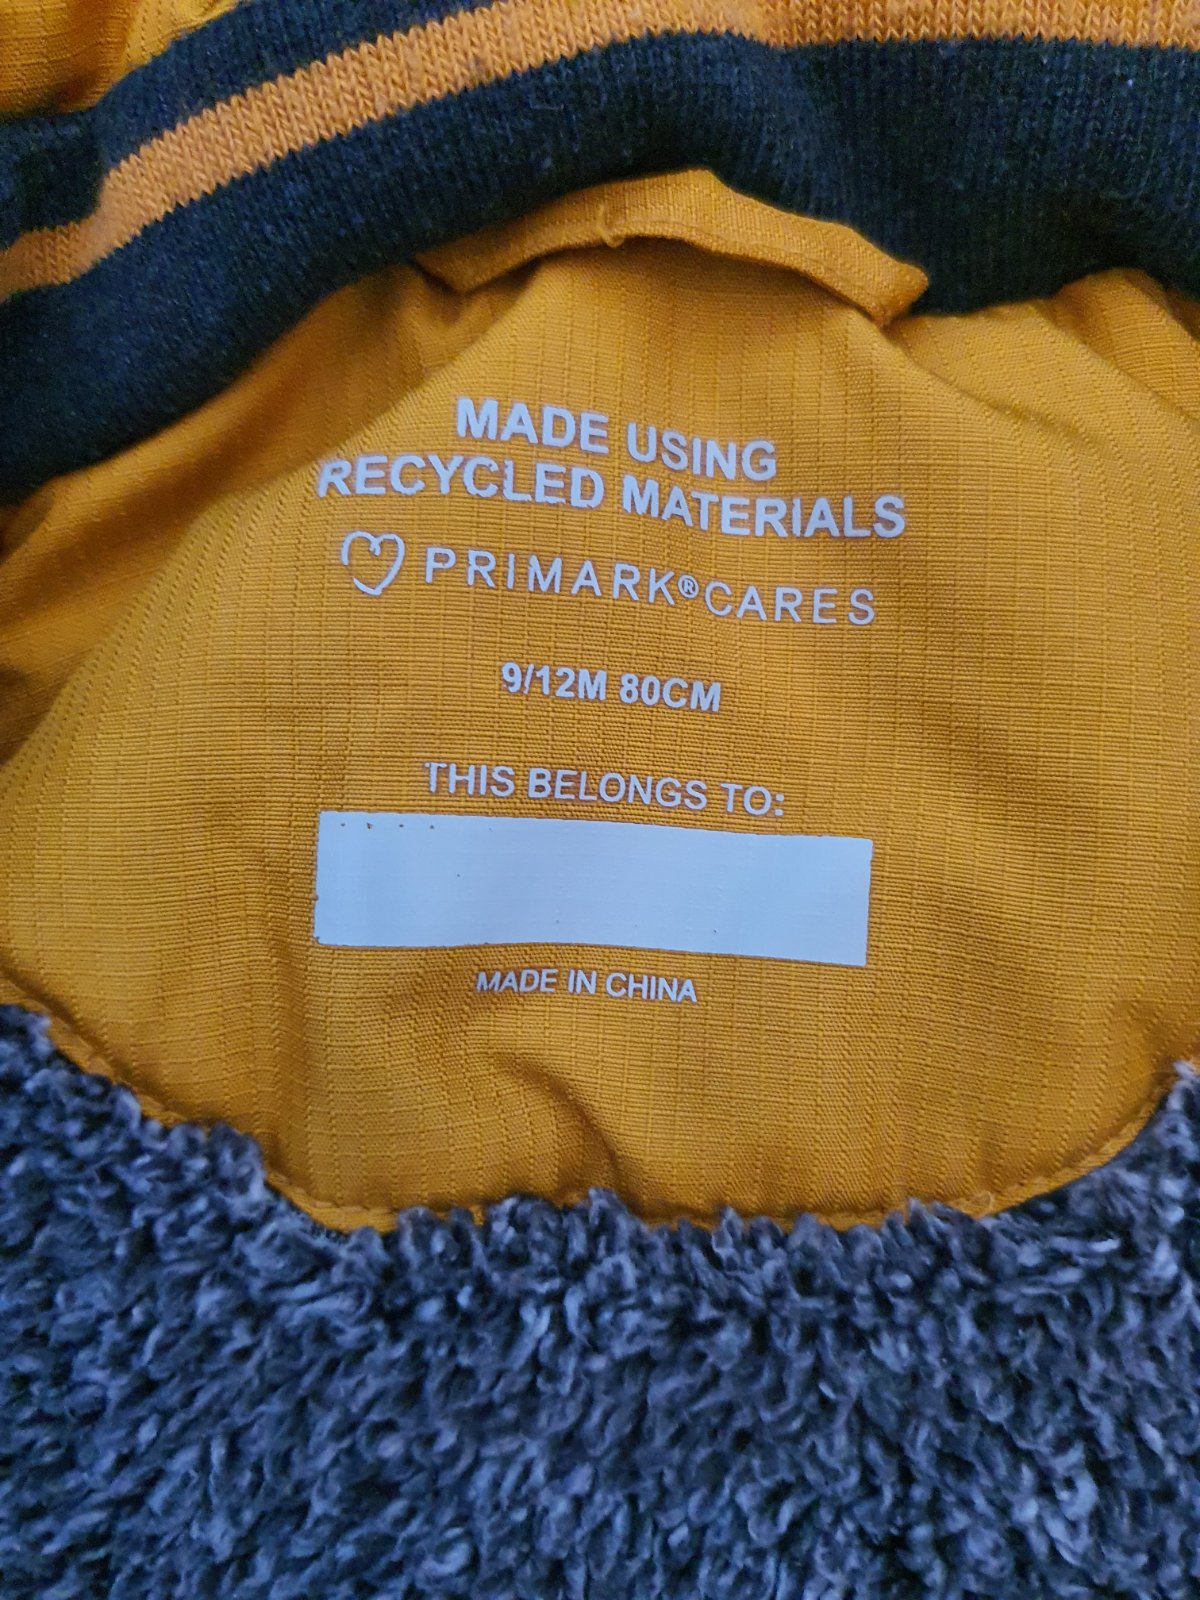 MADE USING
RECYCLED MATERIALS
PRIMARK® CARES
9/12M 80CM
THIS BELONGS TO:
MADE IN CHINA